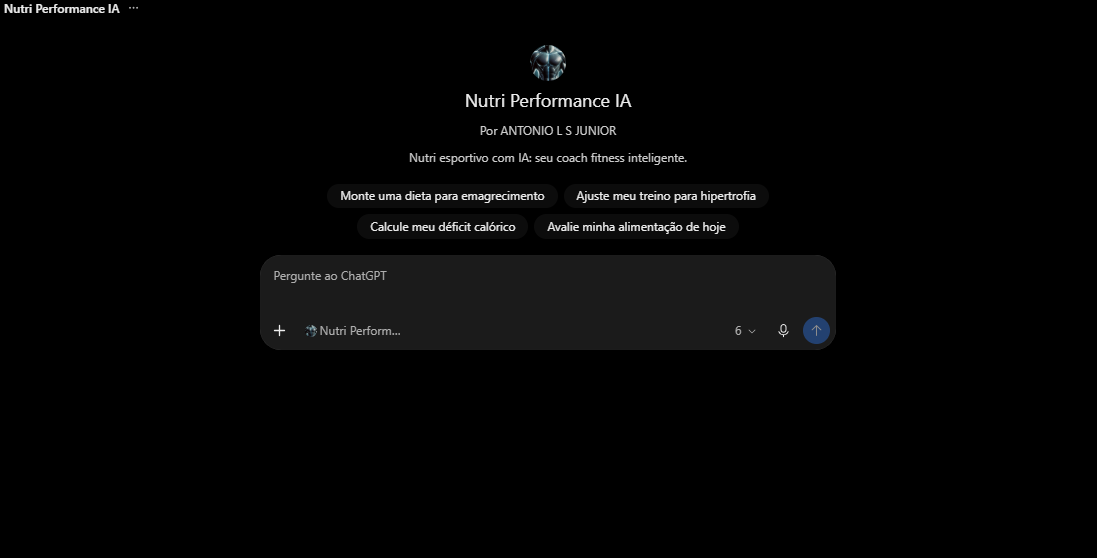 Nutri Performance IA ···
Nutri Performance IA
Por ANTONIO L S JUNIOR
Nutri esportivo com IA: seu coach fitness inteligente.
Monte uma dieta para emagrecimento Ajuste meu treino para hipertrofia
Calcule meu déficit calórico Avalie minha alimentação de hoje
Pergunte ao ChatGPT
Nutri Perform... 6